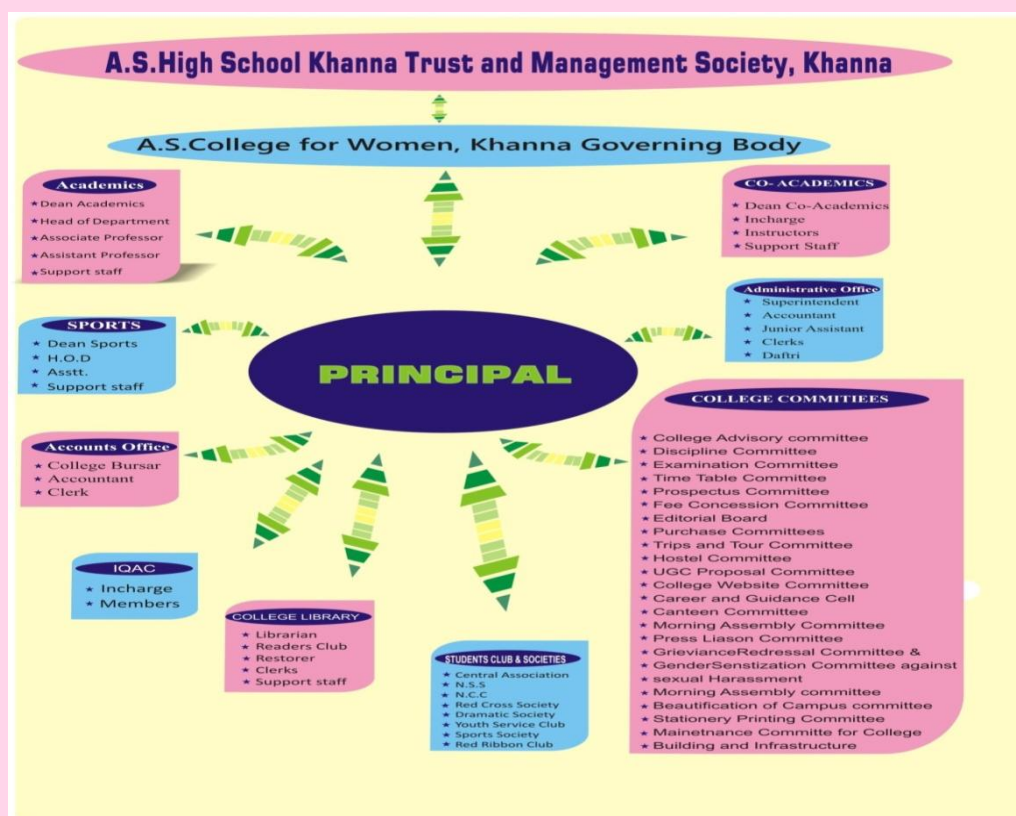 A.S.High School Khanna Trust and Management Society, Khanna
A.S.College for Women, Khanna Governing Body
Academics
★Dean Academics
★Head of Department
★Associate Professor
★Assistant Professor
★Support staff
CO- ACADEMICS
★ Dean Co-Academics
★ Incharge
★ Instructors
★ Support Staff
SPORTS
★ Dean Sports
★ H.O.D
★ Asstt.
★ Support staff
Administrative Office
★ Superintendent
★ Accountant
★ Junior Assistant
★ Clerks
★ Daftri
PRINCIPAL
Accounts Office
★ College Bursar
★ Accountant
★ Clerk
COLLEGE COMMITIEES
★ College Advisory committee
★ Discipline Committee
★ Examination Committee
★ Time Table Committee
★ Prospectus Committee
★ Fee Concession Committee
★ Editorial Board
★ Purchase Committees
★ Trips and Tour Committee
★ Hostel Committee
★ UGC Proposal Committee
★ College Website Committee
★ Career and Guidance Cell
★ Canteen Committee
★ Morning Assembly Committee
★ Press Liason Committee
★ GrievanceRedressal Committee &
★ GenderSenstization Committee against
★ sexual Harassment
★ Morning Assembly committee
★ Beautification of Campus committee
★ Stationery Printing Committee
★ Mainetnance Committe for College
★ Building and Infrastructure
IQAC
★ Incharge
★ Members
COLLEGE LIBRARY
★ Librarian
★ Readers Club
★ Restorer
★ Clerks
★ Support staff
STUDENTS CLUB & SOCIETIES
★ Central Association
★ N.S.S
★ N.C.C
★ Red Cross Society
★ Dramatic Society
★ Youth Service Club
★ Sports Society
★ Red Ribbon Club